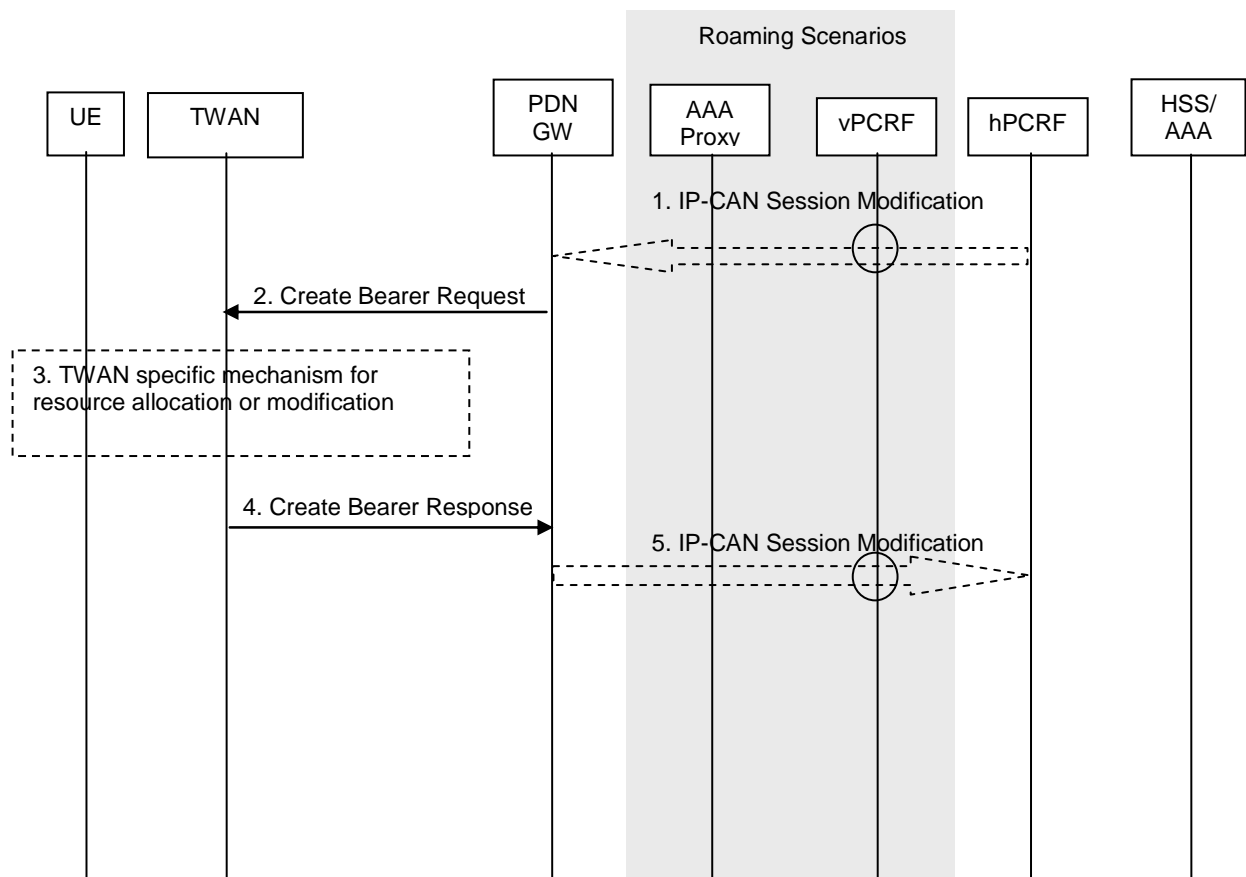 Roaming Scenarios
UE
TWAN
PDN
GW
AAA
Proxy
vPCRF
hPCRF
HSS/
AAA
1. IP-CAN Session Modification
2. Create Bearer Request
3. TWAN specific mechanism for
resource allocation or modification
4. Create Bearer Response
5. IP-CAN Session Modification